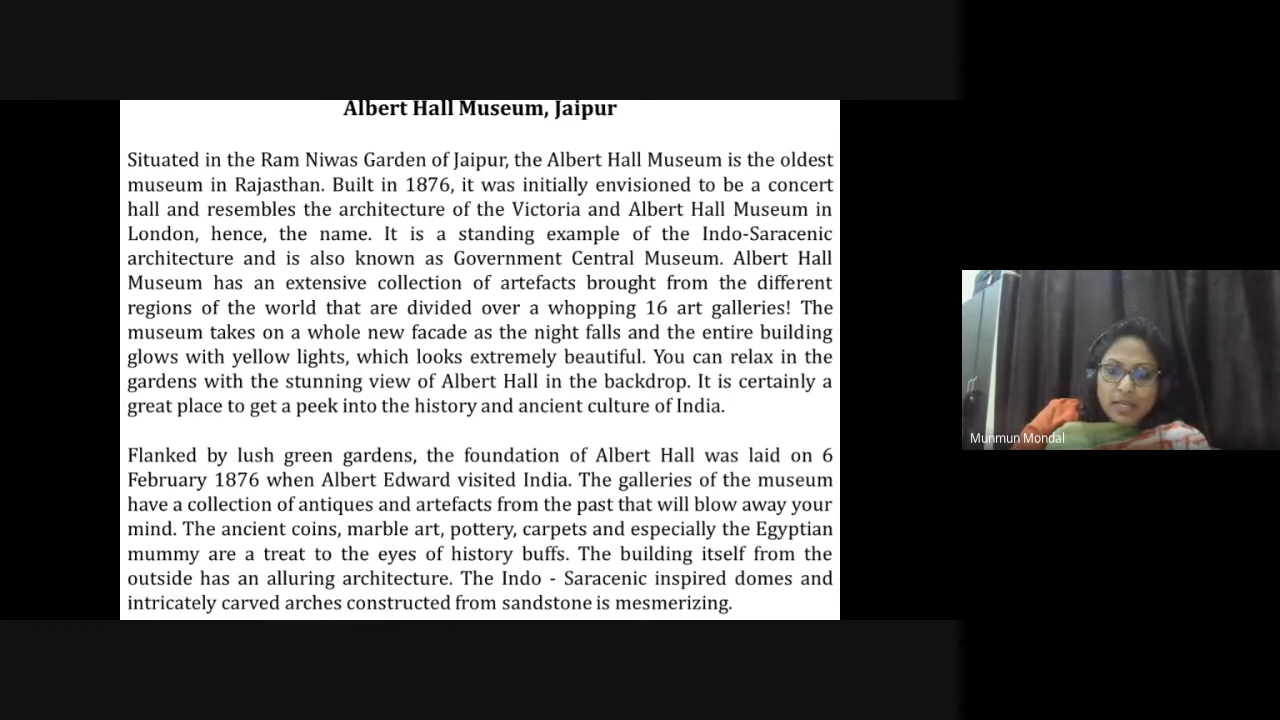 Albert Hall Museum, Jaipur
Situated in the Ram Niwas Garden of Jaipur, the Albert Hall Museum is the oldest
museum in Rajasthan. Built in 1876, it was initially envisioned to be a concert
hall and resembles the architecture of the Victoria and Albert Hall Museum in
London, hence, the name. It is a standing example of the Indo-Saracenic
architecture and is also known as Government Central Museum. Albert Hall
Museum has an extensive collection of artefacts brought from the different
regions of the world that are divided over a whopping 16 art galleries! The
museum takes on a whole new facade as the night falls and the entire building
glows with yellow lights, which looks extremely beautiful. You can relax in the
gardens with the stunning view of Albert Hall in the backdrop. It is certainly a
great place to get a peek into the history and ancient culture of India.
Flanked by lush green gardens, the foundation of Albert Hall was laid on 6
February 1876 when Albert Edward visited India. The galleries of the museum
have a collection of antiques and artefacts from the past that will blow away your
mind. The ancient coins, marble art, pottery, carpets and especially the Egyptian
mummy are a treat to the eyes of history buffs. The building itself from the
outside has an alluring architecture. The Indo - Saracenic inspired domes and
intricately carved arches constructed from sandstone is mesmerizing.
Munmun Mondal